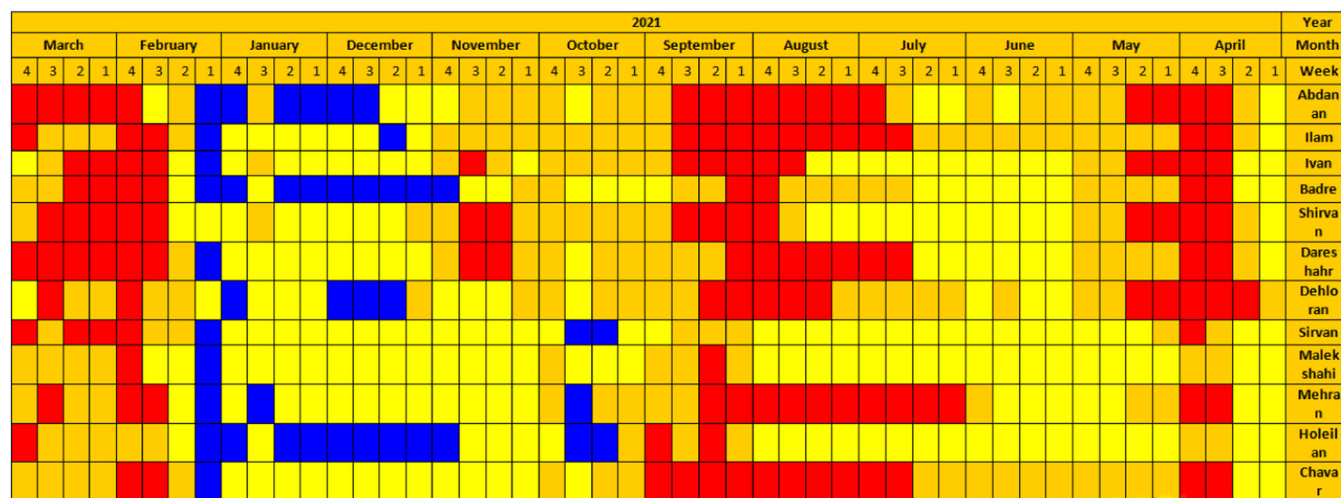 2021 Year
March February January December November October September August July June May April Month
4 3 2 1 4 3 2 1 4 3 2 1 4 3 2 1 4 3 2 1 4 3 2 1 4 3 2 1 4 3 2 1 4 3 2 1 4 3 2 1 4 3 2 1 4 3 2 1 Week
Abdan
an
Ilam
Ivan
Badre
Shirva
n
Dares
hahr
Dehlo
ran
Sirvan
Malek
shahi
Mehra
n
Holeil
an
Chava
r